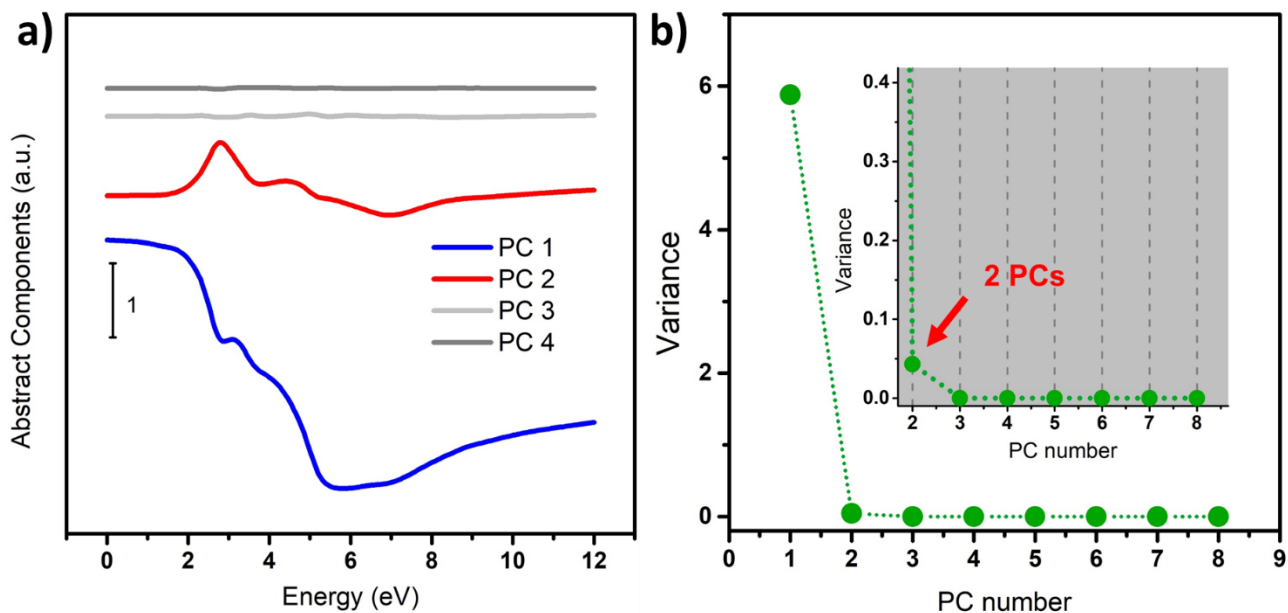 a)
Abstract Components (a.u.)
1
PC 1
PC 2
PC 3
PC 4
0
2
4
6
8
10
12
Energy (eV)
b)
Variance
6
4
2
0
0
1
2
3
4
5
6
7
8
9
PC number
Variance
0.4
0.3
0.2
0.1
0.0
2 PCs
2
3
4
5
6
7
8
PC number